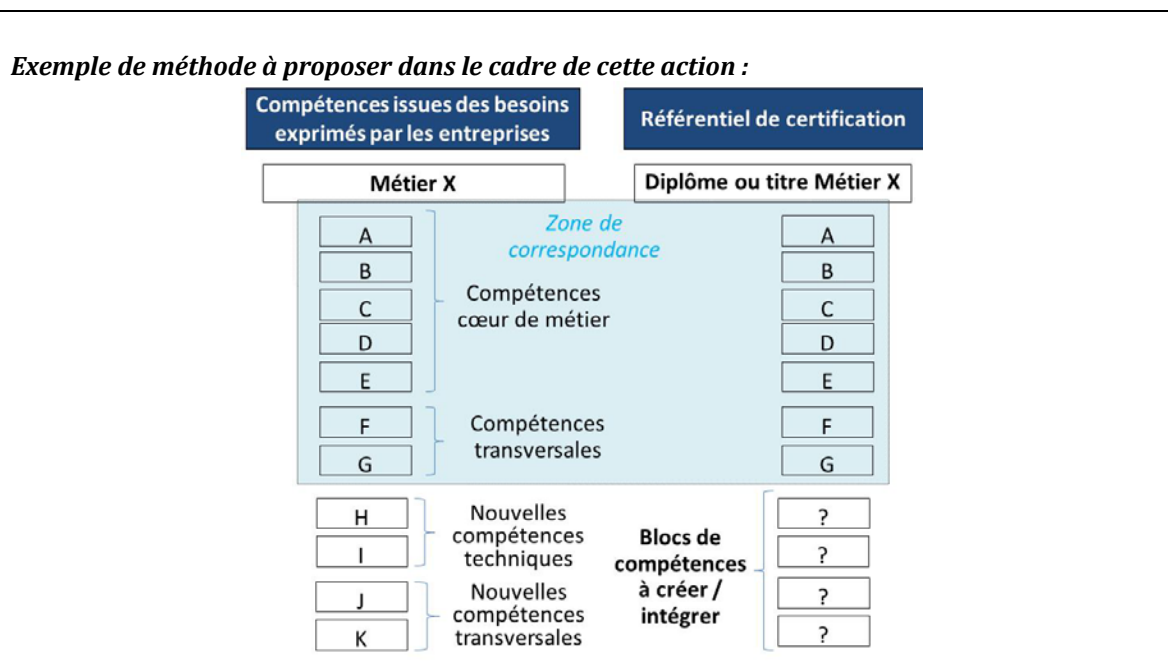 Exemple de méthode à proposer dans le cadre de cette action :
Compétences issues des besoins
exprimés par les entreprises
Référentiel de certification
Métier X
Diplôme ou titre Métier X
Zone de
correspondance
A
B
C
D
E
Compétences
cœur de métier
A
B
C
D
E
F
G
Compétences
transversales
F
G
H
I
Nouvelles
compétences
techniques
J
K
Nouvelles
compétences
transversales
Blocs de
compétences
à créer /
intégrer
?
?
?
?